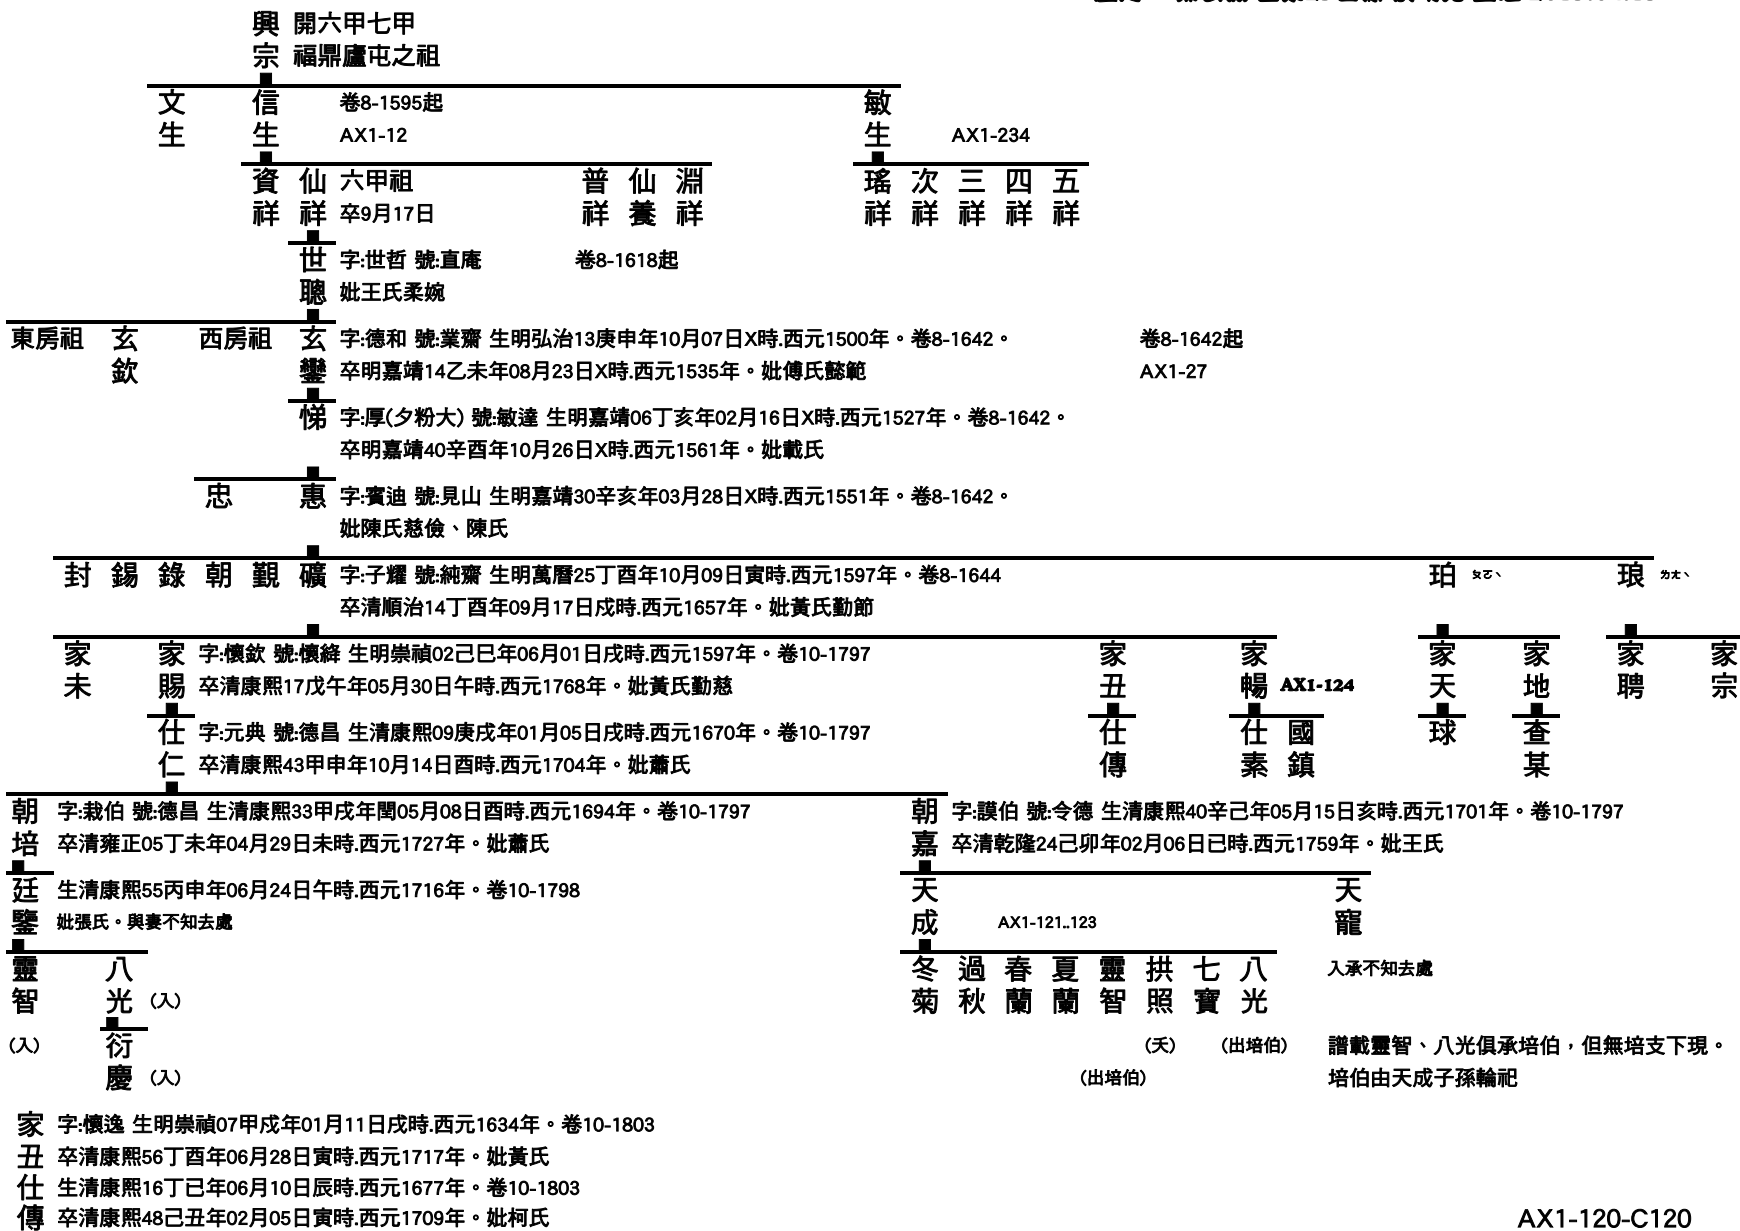 興宗 開六甲七甲
福鼎廬屯之祖
文生 信生 卷8-1595起 敏生
AX1-12 AX1-234
資祥 仙祥 六甲祖 普祥 仙養 淵祥 瑤祥 次祥 三祥 四祥 五祥
卒9月17日
世聰 字:世哲 號:直庵 卷8-1618起
妣王氏柔婉
東房祖 玄欽 西房祖 玄鑾 字:德和 號:業齋 生明弘治13庚申年10月07日X時.西元1500年。卷8-1642。 卷8-1642起
卒明嘉靖14乙未年08月23日X時.西元1535年。妣傅氏懿範 AX1-27
悌 字:厚(夕粉大) 號:敏達 生明嘉靖06丁亥年02月16日X時.西元1527年。卷8-1642。
卒明嘉靖40辛酉年10月26日X時.西元1561年。妣載氏
忠 惠 字:賓迪 號:見山 生明嘉靖30辛亥年03月28日X時.西元1551年。卷8-1642。
妣陳氏慈儉、陳氏
封 錫 錄 朝 覲 礦 字:子耀 號:純齋 生明萬曆25丁酉年10月09日寅時.西元1597年。卷8-1644 珀 ㄆㄛˋ 琅 ㄌㄤˋ
卒清順治14丁酉年09月17日戍時.西元1657年。妣黃氏勤節
家未 家賜 字:懷欽 號:懷絳 生明崇禎02己巳年06月01日戌時.西元1597年。卷10-1797 家丑 家暢 家天 家地 家聘 家宗
卒清康熙17戊午年05月30日午時.西元1768年。妣黃氏勤慈 AX1-124
仕仁 字:元典 號:德昌 生清康熙09庚戌年01月05日戌時.西元1670年。卷10-1797 仕傳 仕素 國鎮 球 查某
卒清康熙43甲申年10月14日酉時.西元1704年。妣蕭氏
朝培 字:栽伯 號:德昌 生清康熙33甲戌年閏05月08日酉時.西元1694年。卷10-1797 朝嘉 字:謨伯 號:令德 生清康熙40辛己年05月15日亥時.西元1701年。卷10-1797
卒清雍正05丁未年04月29日未時.西元1727年。妣蕭氏 卒清乾隆24己卯年02月06日已時.西元1759年。妣王氏
廷鑒 生清康熙55丙申年06月24日午時.西元1716年。卷10-1798 天成 天寵
妣張氏。與妻不知去處 AX1-121..123
靈智 八光 冬菊 過秋 春蘭 夏蘭 靈智 拱照 七寶 八光 入承不知去處
(入)
(入) 衍慶 (夭) (出培伯) 譜載靈智、八光俱承培伯，但無培支下現。
(入) (出培伯) 培伯由天成子孫輪祀
家丑 字:懷逸 生明崇禎07甲戌年01月11日戌時.西元1634年。卷10-1803
卒清康熙56丁酉年06月28日寅時.西元1717年。妣黃氏
仕傳 生清康熙16丁己年06月10日辰時.西元1677年。卷10-1803
卒清康熙48己丑年02月05日寅時.西元1709年。妣柯氏
AX1-120-C120